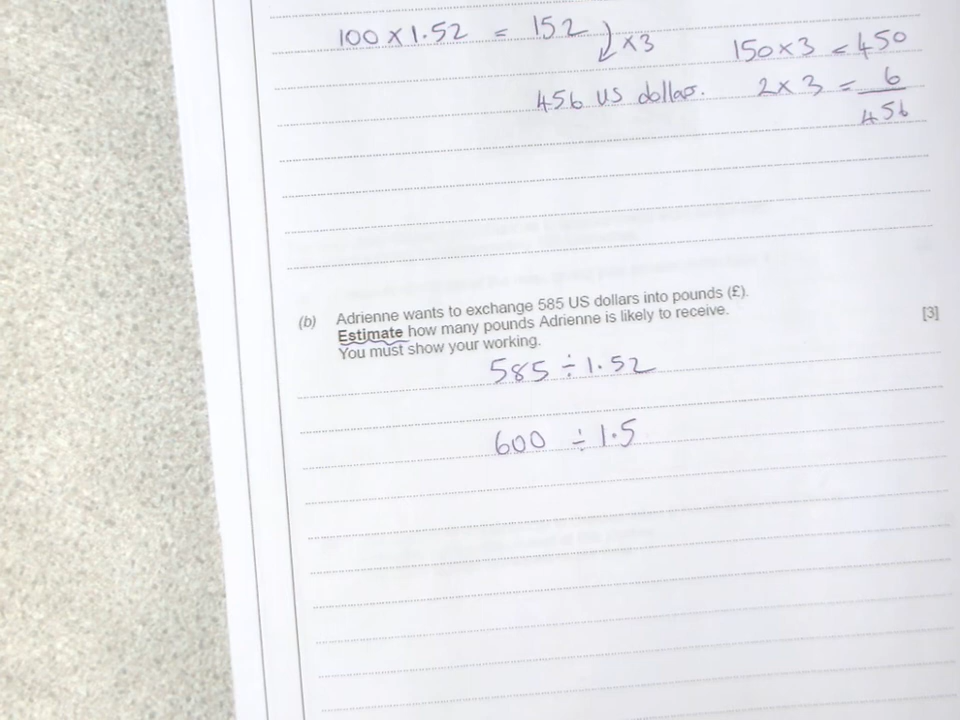 100 x 1.52 = 152
x3
150 x 3 = 450
456 US dollars.
2 x 3 = 6
456
(b) Adrienne wants to exchange 585 US dollars into pounds (£).
Estimate how many pounds Adrienne is likely to receive. [3]
You must show your working.
585 ÷ 1.52
600 ÷ 1.5